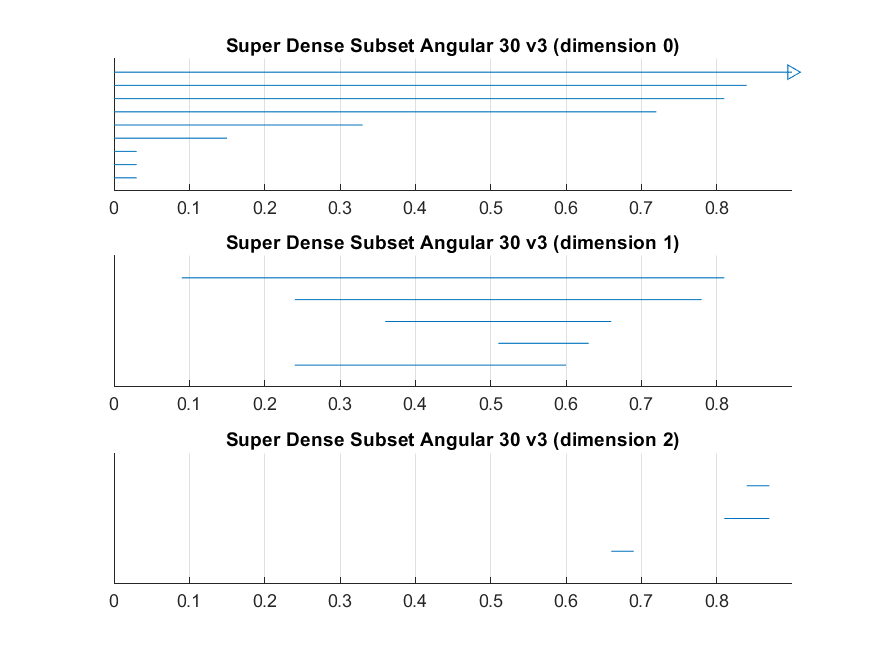 Super Dense Subset Angular 30 v3 (dimension 0)
0 0.1 0.2 0.3 0.4 0.5 0.6 0.7 0.8
Super Dense Subset Angular 30 v3 (dimension 1)
0 0.1 0.2 0.3 0.4 0.5 0.6 0.7 0.8
Super Dense Subset Angular 30 v3 (dimension 2)
0 0.1 0.2 0.3 0.4 0.5 0.6 0.7 0.8